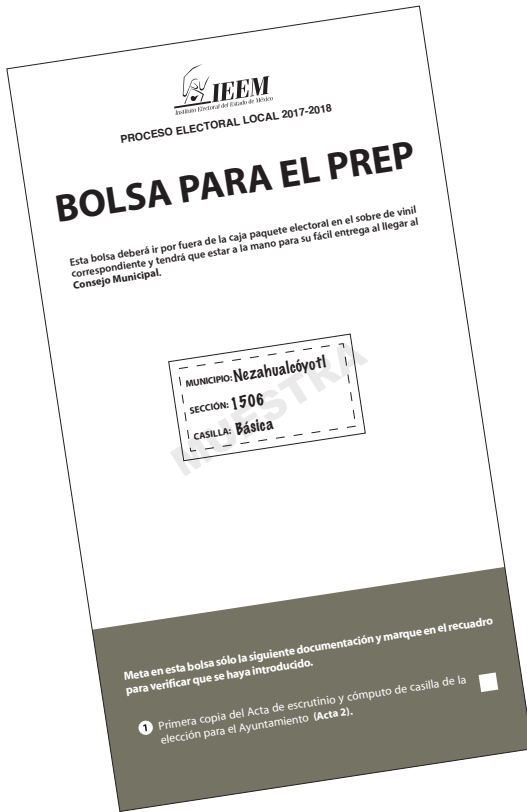 IEEM
Instituto Electoral del Estado de México
PROCESO ELECTORAL LOCAL 2017-2018
BOLSA PARA EL PREP
Esta bolsa deberá ir por fuera de la caja paquete electoral en el sobre de vinil
correspondiente y tendrá que estar a la mano para su fácil entrega al llegar al
Consejo Municipal.
MUNICIPIO: Nezahualcóyotl
SECCIÓN: 1506
CASILLA: Básica
MUESTRA
Meta en esta bolsa sólo la siguiente documentación y marque en el recuadro
para verificar que se haya introducido.
1 Primera copia del Acta de escrutinio y cómputo de casilla de la
elección para el Ayuntamiento (Acta 2).